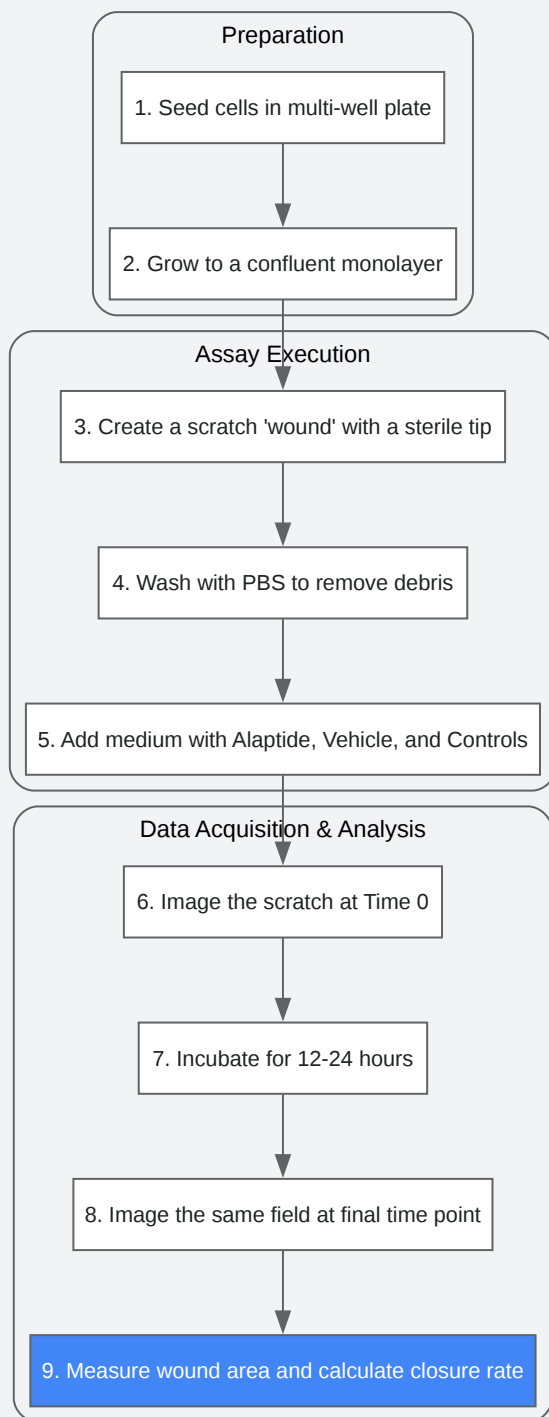 Preparation
1. Seed cells in multi-well plate
2. Grow to a confluent monolayer
Assay Execution
3. Create a scratch 'wound' with a sterile tip
4. Wash with PBS to remove debris
5. Add medium with Alaptide, Vehicle, and Controls
Data Acquisition & Analysis
6. Image the scratch at Time 0
7. Incubate for 12-24 hours
8. Image the same field at final time point
9. Measure wound area and calculate closure rate